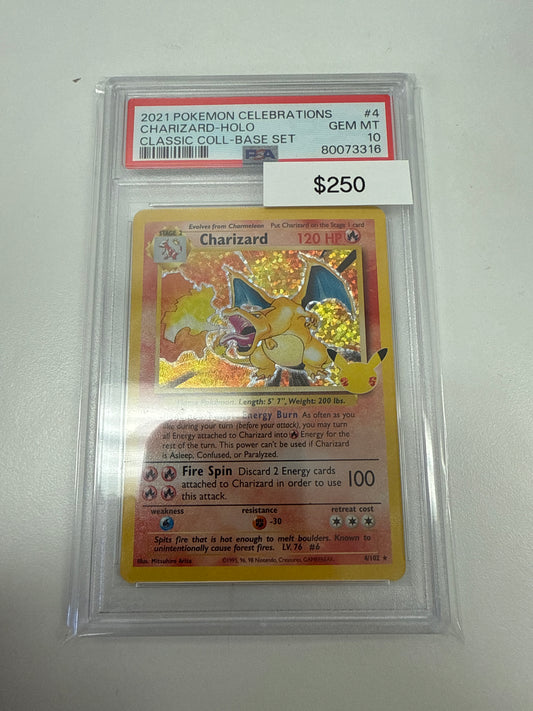 2021 POKEMON CELEBRATIONS #4
CHARIZARD-HOLO GEM MT
CLASSIC COLL-BASE SET 10
PSA 80073316
$250
Evolves from Charmeleon Put Charizard on the Stage 1 card
STAGE 2
Charizard 120 HP
Pokémon. Length: 5' 7", Weight: 200 lbs.
Energy Burn As often as you
like during your turn (before your attack), you may turn
all Energy attached to Charizard into Energy for the
rest of the turn. This power can't be used if Charizard
is Asleep, Confused, or Paralyzed.
Fire Spin Discard 2 Energy cards
attached to Charizard in order to use
this attack.
100
weakness resistance retreat cost
-30
Spits fire that is hot enough to melt boulders. Known to
unintentionally cause forest fires. LV. 76 #6
Illus. Mitsuhiro Arita ©1995, 96, 98 Nintendo, Creatures, GAMEFREAK. 4/102 ★